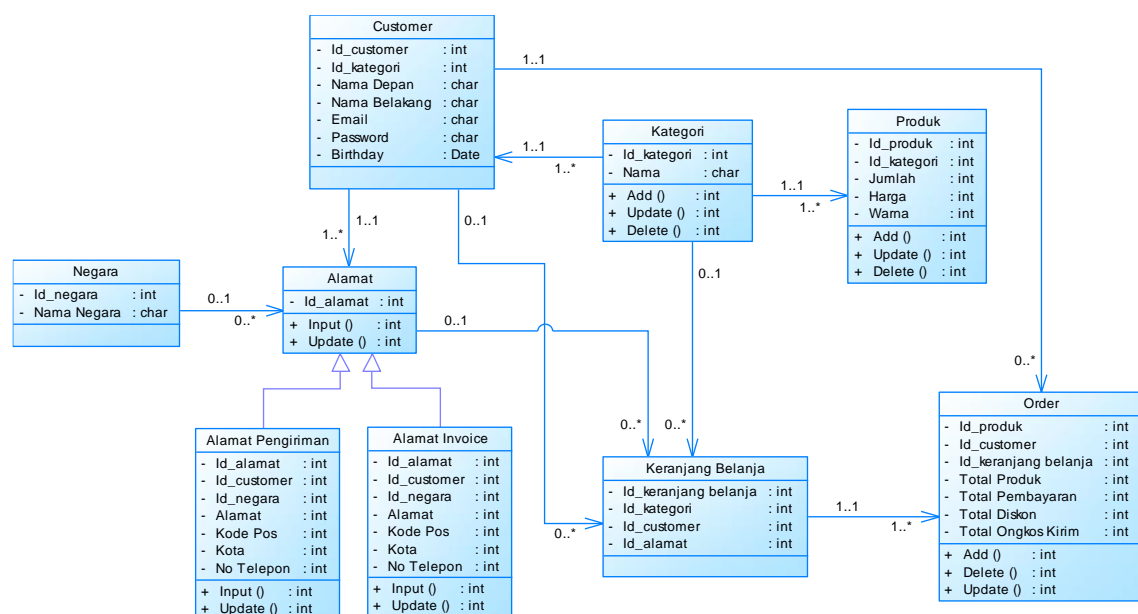 Customer
- Id_customer : int
- Id_kategori : int
- Nama Depan : char
- Nama Belakang : char
- Email : char
- Password : char
- Birthday : Date
1..1
Kategori
- Id_kategori : int
- Nama : char
+ Add () : int
+ Update () : int
+ Delete () : int
Produk
- Id_produk : int
- Id_kategori : int
- Jumlah : int
- Harga : int
- Warna : int
+ Add () : int
+ Update () : int
+ Delete () : int
1..1
1..*
1..1
1..*
1..1
1..*
0..1
0..1
Negara
- Id_negara : int
- Nama Negara : char
0..1
0..*
Alamat
- Id_alamat : int
+ Input () : int
+ Update () : int
0..1
0..*
0..*
0..*
Alamat Pengiriman
- Id_alamat : int
- Id_customer : int
- Id_negara : int
- Alamat : int
- Kode Pos : int
- Kota : int
- No Telepon : int
+ Input () : int
+ Update () : int
Alamat Invoice
- Id_alamat : int
- Id_customer : int
- Id_negara : int
- Alamat : int
- Kode Pos : int
- Kota : int
- No Telepon : int
+ Input () : int
+ Update () : int
0..*
Keranjang Belanja
- Id_keranjang belanja : int
- Id_kategori : int
- Id_customer : int
- Id_alamat : int
1..1
1..*
Order
- Id_produk : int
- Id_customer : int
- Id_keranjang belanja : int
- Total Produk : int
- Total Pembayaran : int
- Total Diskon : int
- Total Ongkos Kirim : int
+ Add () : int
+ Delete () : int
+ Update () : int